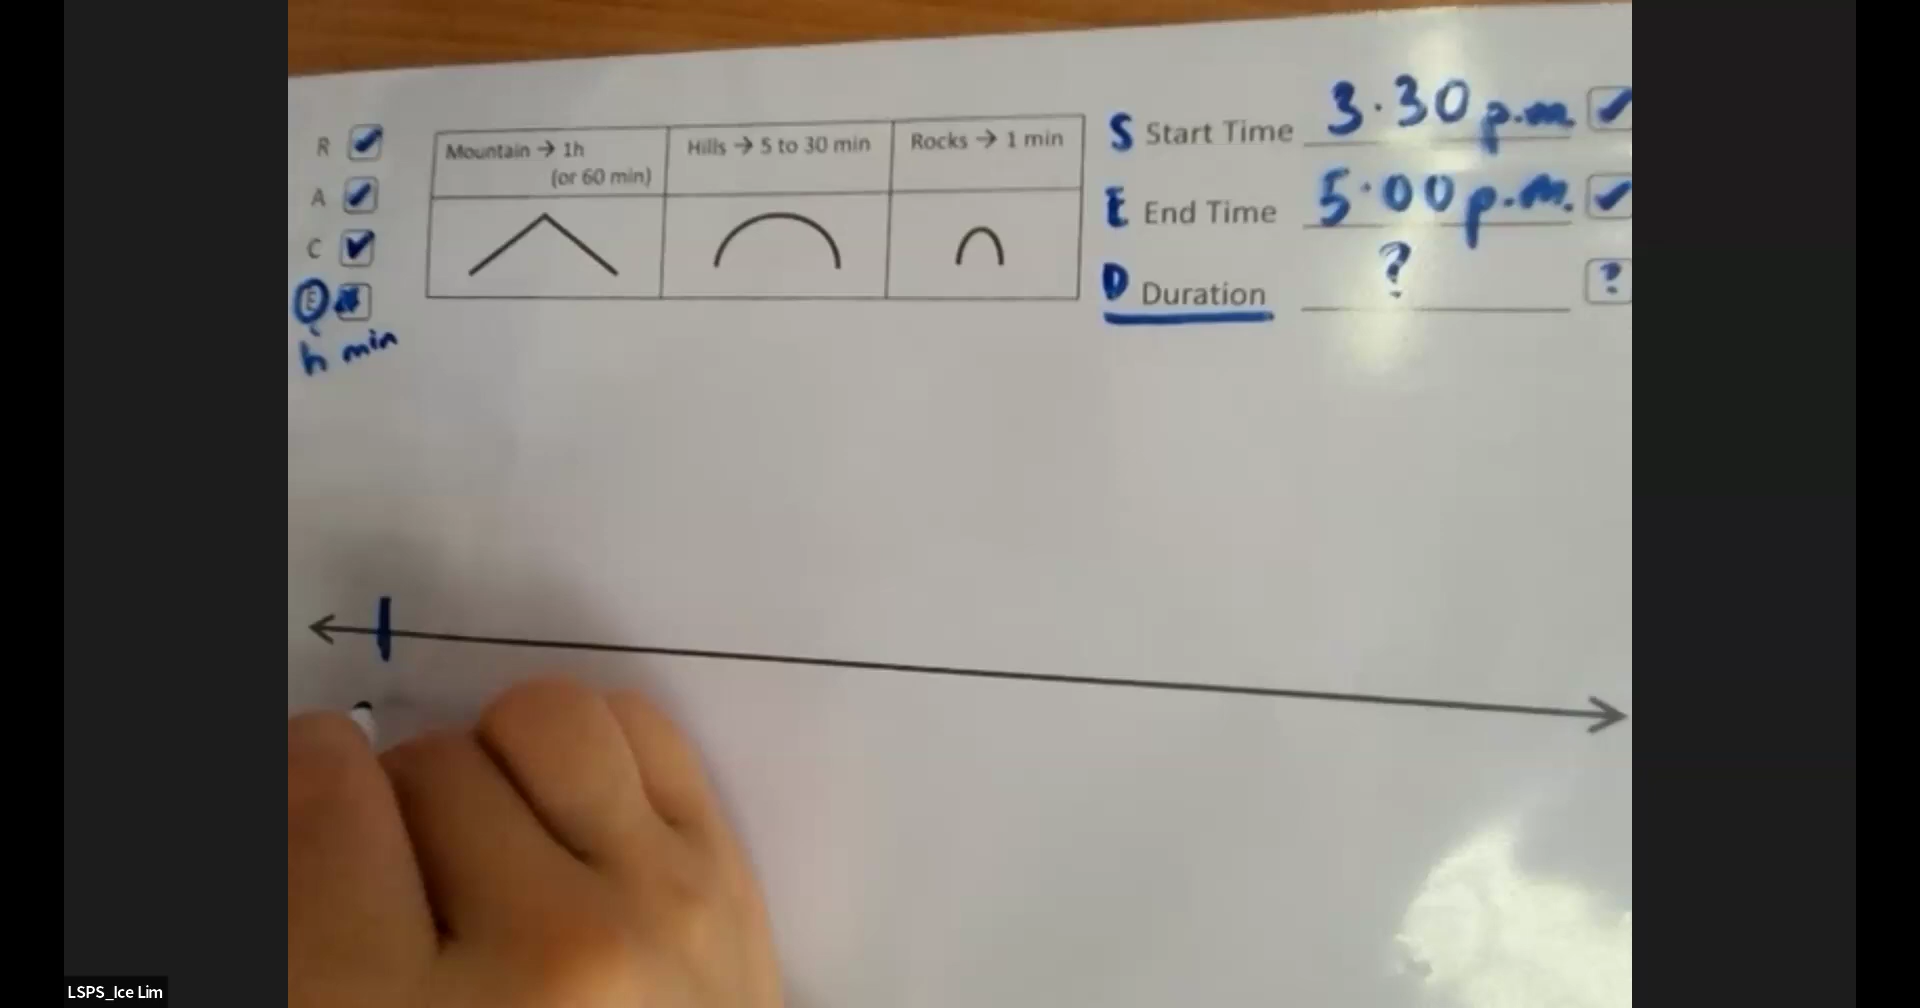 R
A
C
E
h min
Mountain → 1h
(or 60 min)
Hills → 5 to 30 min
Rocks → 1 min
S Start Time 3.30 p.m.
E End Time 5.00 p.m.
D Duration ? ?
LSPS_Ice Lim